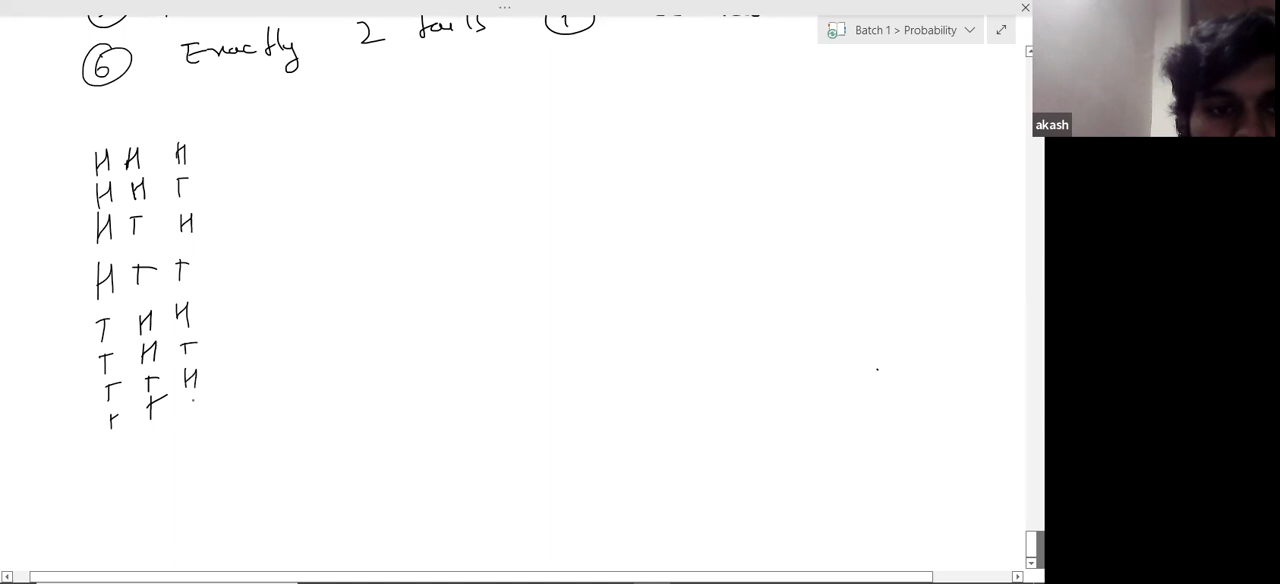 Batch 1 > Probability
6 Exactly 2 tails
akash
H H H
H H T
H T H
H T T
T H H
T H T
T T H
T T